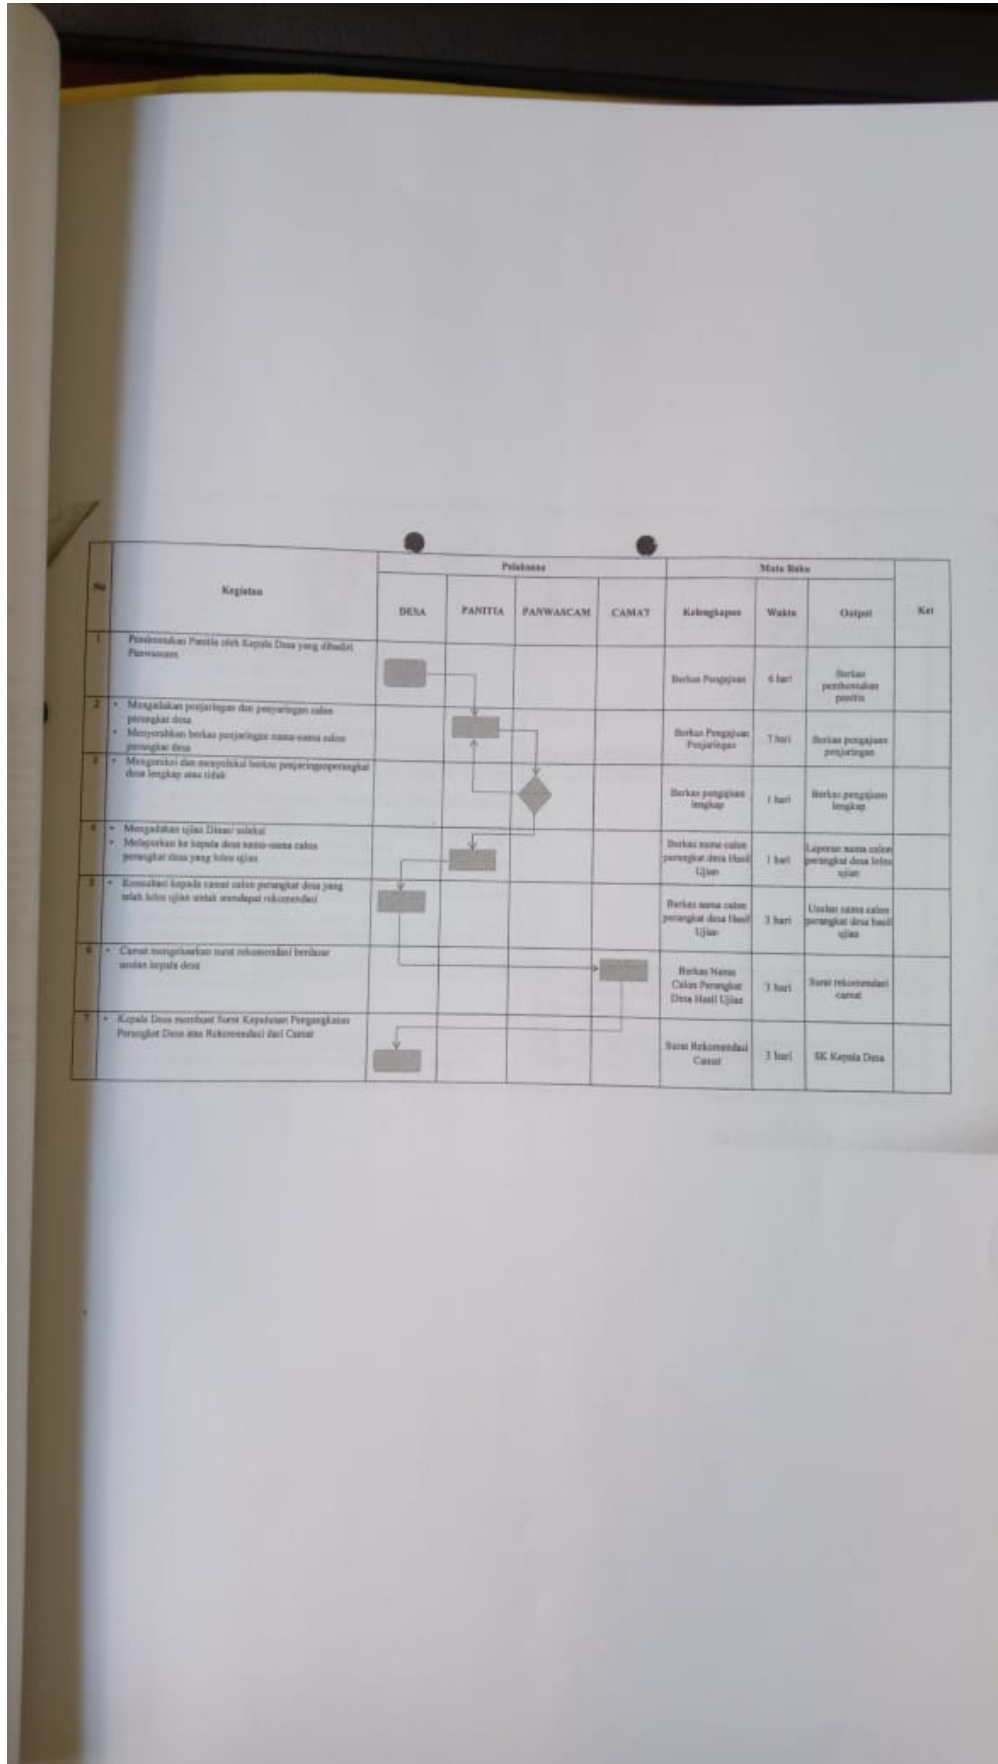 No
Kegiatan
Pelaksana
Mutu Baku
Ket
DESA
PANITIA
PANWASCAM
CAMAT
Kelengkapan
Waktu
Output
1
Pembentukan Panitia oleh Kepala Desa yang dihadiri
Panwascam
Berkas Pengajuan
6 hari
Berkas
pembentukan
panitia
2
• Mengadakan penjaringan dan penyaringan calon
perangkat desa
• Menyerahkan berkas penjaringan nama-nama calon
perangkat desa
Berkas Pengajuan
Penjaringan
7 hari
Berkas pengajuan
penjaringan
3
• Mengoreksi dan menyeleksi berkas penjaringanperangkat
desa lengkap atau tidak
Berkas pengajuan
lengkap
1 hari
Berkas pengajuan
lengkap
4
• Mengadakan ujian Dinas/ seleksi
• Melaporkan ke kepala desa nama-nama calon
perangkat desa yang lolos ujian
Berkas nama calon
perangkat desa Hasil
Ujian
1 hari
Laporan nama calon
perangkat desa lolos
ujian
5
• Konsultasi kepada camat calon perangkat desa yang
telah lolos ujian untuk mendapat rekomendasi
Berkas nama calon
perangkat desa Hasil
Ujian
3 hari
Usulan nama calon
perangkat desa hasil
ujian
6
• Camat mengeluarkan surat rekomendasi berdasar
usulan kepala desa
Berkas Nama
Calon Perangkat
Desa Hasil Ujian
3 hari
Surat rekomendasi
camat
7
• Kepala Desa membuat Surat Keputusan Pengangkatan
Perangkat Desa atas Rekomendasi dari Camat
Surat Rekomendasi
Camat
3 hari
SK Kepala Desa